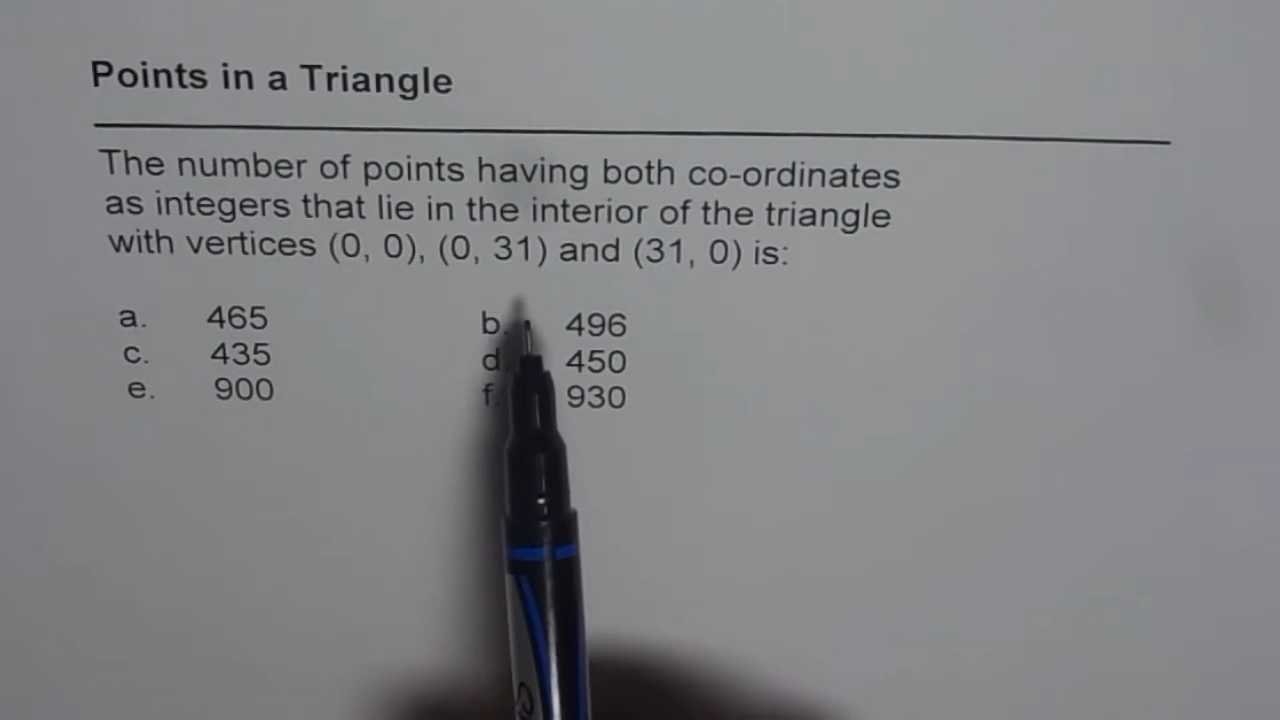 Points in a Triangle
The number of points having both co-ordinates
as integers that lie in the interior of the triangle
with vertices (0, 0), (0, 31) and (31, 0) is:
a. 465 b. 496
c. 435 d. 450
e. 900 f. 930